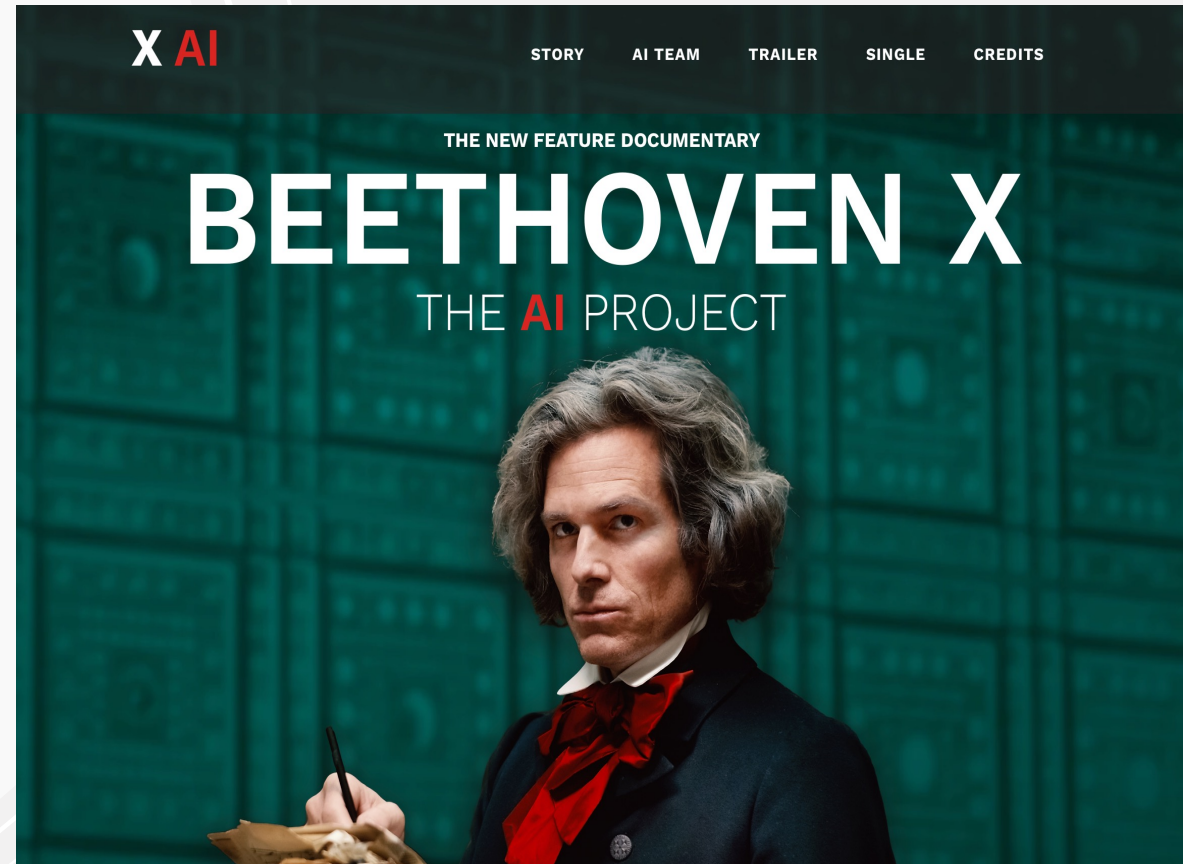 X AI
STORY AI TEAM TRAILER SINGLE CREDITS
THE NEW FEATURE DOCUMENTARY
BEETHOVEN X
THE AI PROJECT